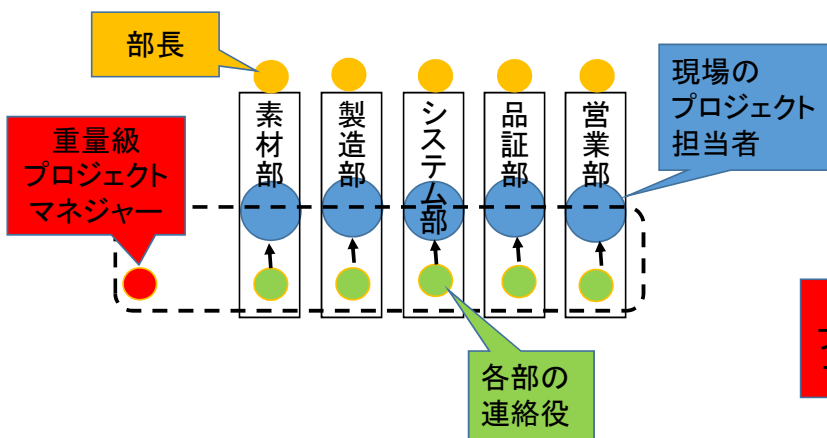 部長
素材部
製造部
システム部
品証部
営業部
現場の
プロジェクト
担当者
重量級
プロジェクト
マネジャー
各部の
連絡役